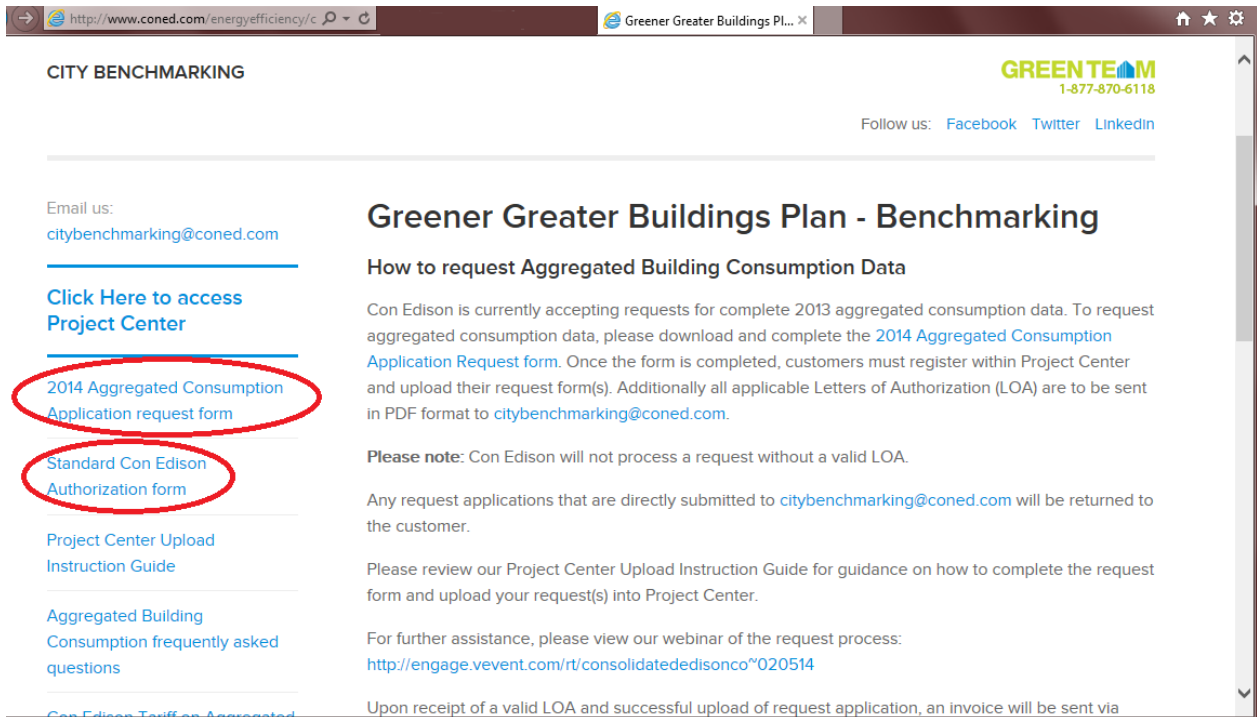 http://www.coned.com/energyefficiency/c
Greener Greater Buildings Pl...
CITY BENCHMARKING
GREEN TEAM
1-877-870-6118
Follow us: Facebook Twitter LinkedIn
Email us:
citybenchmarking@coned.com
Click Here to access
Project Center
2014 Aggregated Consumption
Application request form
Standard Con Edison
Authorization form
Project Center Upload
Instruction Guide
Aggregated Building
Consumption frequently asked
questions
Con Edison Tariff on Aggregated
Greener Greater Buildings Plan - Benchmarking
How to request Aggregated Building Consumption Data
Con Edison is currently accepting requests for complete 2013 aggregated consumption data. To request
aggregated consumption data, please download and complete the 2014 Aggregated Consumption
Application Request form. Once the form is completed, customers must register within Project Center
and upload their request form(s). Additionally all applicable Letters of Authorization (LOA) are to be sent
in PDF format to citybenchmarking@coned.com.
Please note: Con Edison will not process a request without a valid LOA.
Any request applications that are directly submitted to citybenchmarking@coned.com will be returned to
the customer.
Please review our Project Center Upload Instruction Guide for guidance on how to complete the request
form and upload your request(s) into Project Center.
For further assistance, please view our webinar of the request process:
http://engage.vevent.com/rt/consolidatededisonco~020514
Upon receipt of a valid LOA and successful upload of request application, an invoice will be sent via